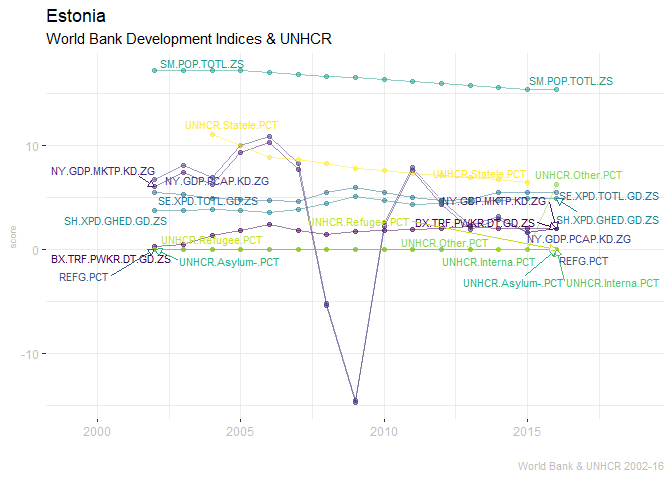 Estonia
World Bank Development Indices & UNHCR
SM.POP.TOTL.ZS
SM.POP.TOTL.ZS
UNHCR.Statele.PCT
10
NY.GDP.MKTP.KD.ZG
NY.GDP.PCAP.KD.ZG
UNHCR.Statele.PCT
UNHCR.Other.PCT
SE.XPD.TOTL.GD.ZS
NY.GDP.MKTP.KD.ZG
SE.XPD.TOTL.GD.ZS
SH.XPD.GHED.GD.ZS
UNHCR.Refugee.PCT
BX.TRF.PWKR.DT.GD.ZS
SH.XPD.GHED.GD.ZS
UNHCR.Refugee.PCT
UNHCR.Other.PCT
NY.GDP.PCAP.KD.ZG
score
0
BX.TRF.PWKR.DT.GD.ZS
UNHCR.Asylum-.PCT
UNHCR.Interna.PCT
REFG.PCT
REFG.PCT
UNHCR.Asylum-.PCT
UNHCR.Interna.PCT
-10
2000
2005
2010
2015
World Bank & UNHCR 2002-16